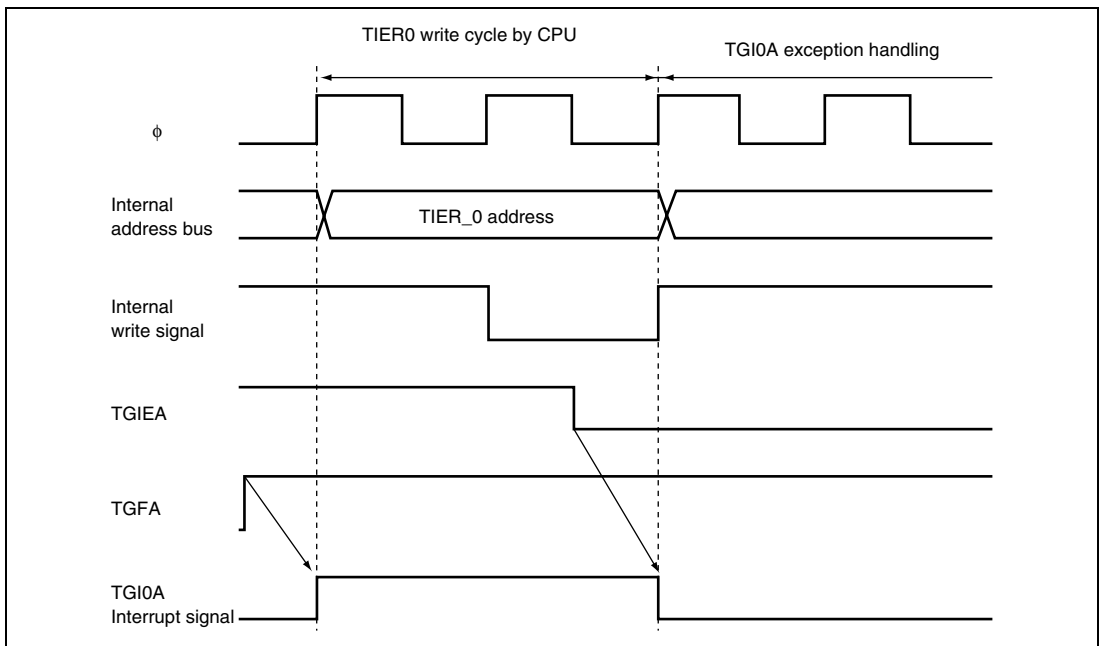 TIER0 write cycle by CPU
TGI0A exception handling
ϕ
Internal
address bus
TIER_0 address
Internal
write signal
TGIEA
TGFA
TGI0A
Interrupt signal